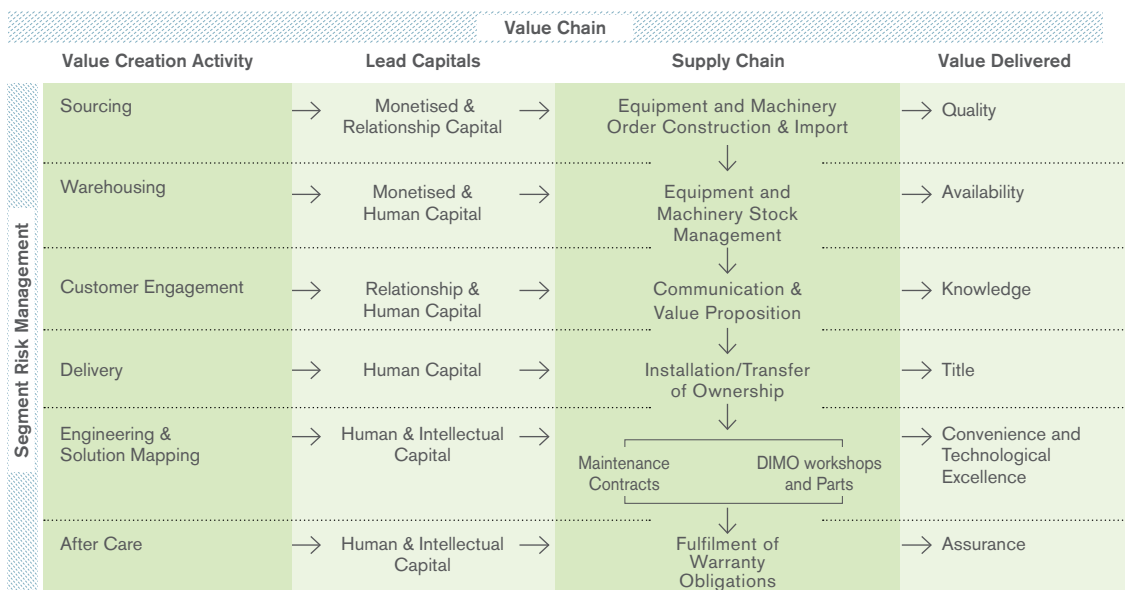 Value Chain
Value Creation Activity
Lead Capitals
Supply Chain
Value Delivered
Segment Risk Management
Sourcing
Monetised &
Relationship Capital
Equipment and Machinery
Order Construction & Import
Quality
Warehousing
Monetised &
Human Capital
Equipment and
Machinery Stock
Management
Availability
Customer Engagement
Relationship &
Human Capital
Communication &
Value Proposition
Knowledge
Delivery
Human Capital
Installation/Transfer
of Ownership
Title
Engineering &
Solution Mapping
Human & Intellectual
Capital
Maintenance
Contracts
DIMO workshops
and Parts
Convenience and
Technological
Excellence
After Care
Human & Intellectual
Capital
Fulfilment of
Warranty
Obligations
Assurance